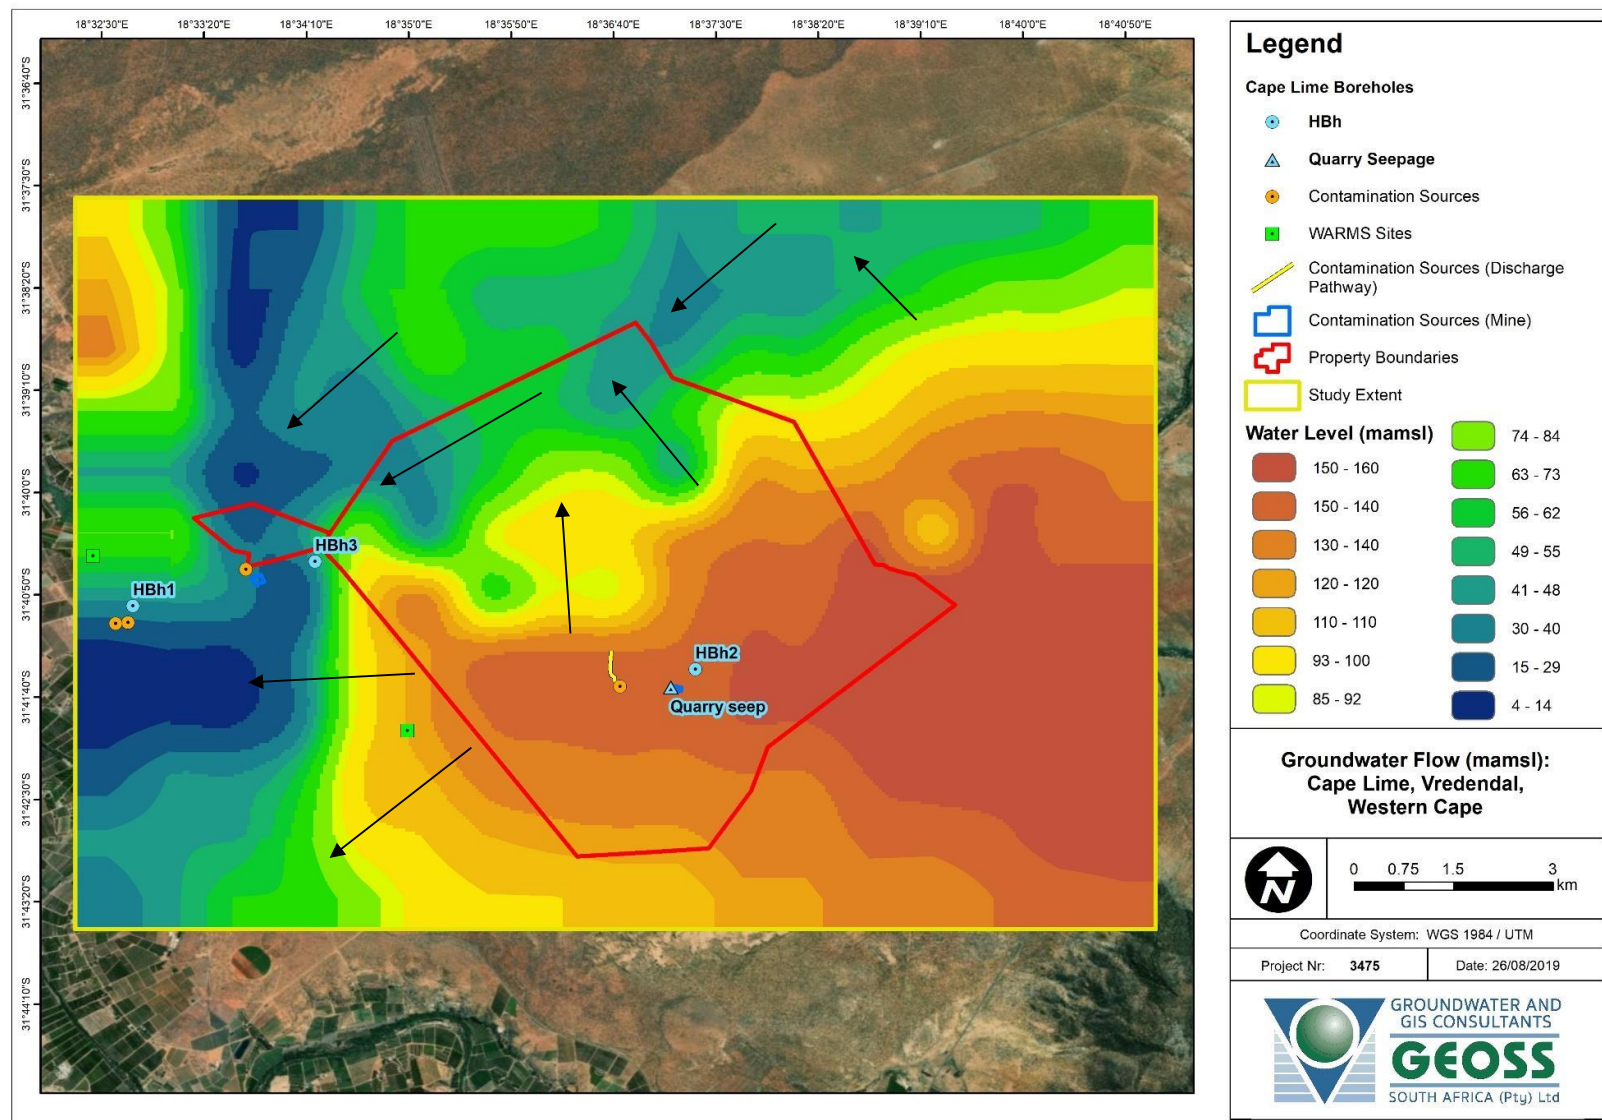 18°32'30"E
18°33'20"E
18°34'10"E
18°35'0"E
18°35'50"E
18°36'40"E
18°37'30"E
18°38'20"E
18°39'10"E
18°40'0"E
18°40'50"E
31°36'40"S
31°37'30"S
31°38'20"S
31°39'10"S
31°40'0"S
31°40'50"S
31°41'40"S
31°42'30"S
31°43'20"S
31°44'10"S
HBh3
HBh1
HBh2
Quarry seep
Legend
Cape Lime Boreholes
HBh
Quarry Seepage
Contamination Sources
WARMS Sites
Contamination Sources (Discharge
Pathway)
Contamination Sources (Mine)
Property Boundaries
Study Extent
Water Level (mamsl)
150 - 160
150 - 140
130 - 140
120 - 120
110 - 110
93 - 100
85 - 92
74 - 84
63 - 73
56 - 62
49 - 55
41 - 48
30 - 40
15 - 29
4 - 14
Groundwater Flow (mamsl):
Cape Lime, Vredendal,
Western Cape
N
0 0.75 1.5 3
km
Coordinate System: WGS 1984 / UTM
Project Nr: 3475
Date: 26/08/2019
GROUNDWATER AND
GIS CONSULTANTS
GEOSS
SOUTH AFRICA (Pty) Ltd